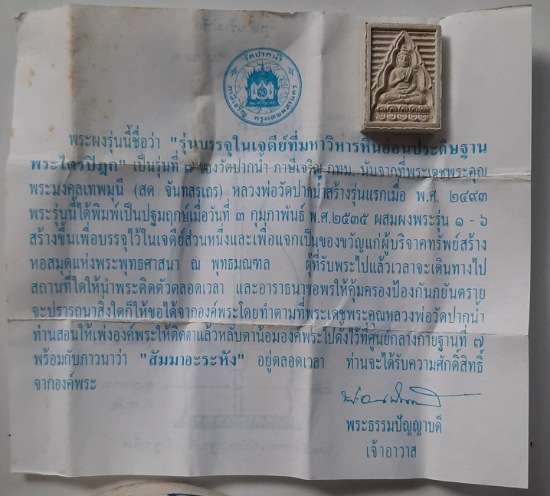 วัดปากน้ำ
ภาษีเจริญ กรุงเทพมหานคร
พระผงรุ่นนี้ชื่อว่า "รุ่นบรรจุในเจดีย์ที่มหาวิหารหินอ่อนประดิษฐาน
พระไตรปิฎก" เป็นรุ่นที่ ๗ ของวัดปากน้ำ ภาษีเจริญ กทม. นับจากที่พระเดชพระคุณ
พระมงคลเทพมุนี (สด จันทสรเถร) หลวงพ่อวัดปากน้ำสร้างรุ่นแรกเมื่อ พ.ศ. ๒๔๙๓
พระรุ่นนี้ได้พิมพ์เป็นปฐมฤกษ์เมื่อวันที่ ๓ กุมภาพันธ์ พ.ศ.๒๕๓๕ ผสมผงพระรุ่น ๑ - ๖
สร้างขึ้นเพื่อบรรจุไว้ในเจดีย์ส่วนหนึ่งและเพื่อแจกเป็นของขวัญแก่ผู้บริจาคทรัพย์สร้าง
หอสมุดแห่งพระพุทธศาสนา ณ พุทธมณฑล ผู้ที่รับพระไปแล้วเวลาจะเดินทางไป
สถานที่ใดให้นำพระติดตัวตลอดเวลา และอาราธนาขอพรให้คุ้มครองป้องกันภัยอันตราย
จะปรารถนาสิ่งใดก็ให้ขอได้จากองค์พระโดยทำตามที่พระเดชพระคุณหลวงพ่อวัดปากน้ำ
ท่านสอนให้เพ่งองค์พระให้ติดตาแล้วหลับตาน้อมองค์พระไปตั้งไว้ที่ศูนย์กลางกายฐานที่ ๗
พร้อมกับภาวนาว่า "สัมมาอะระหัง" อยู่ตลอดเวลา ท่านจะได้รับความศักดิ์สิทธิ์
จากองค์พระ
พระธรรมปัญญาบดี
เจ้าอาวาส